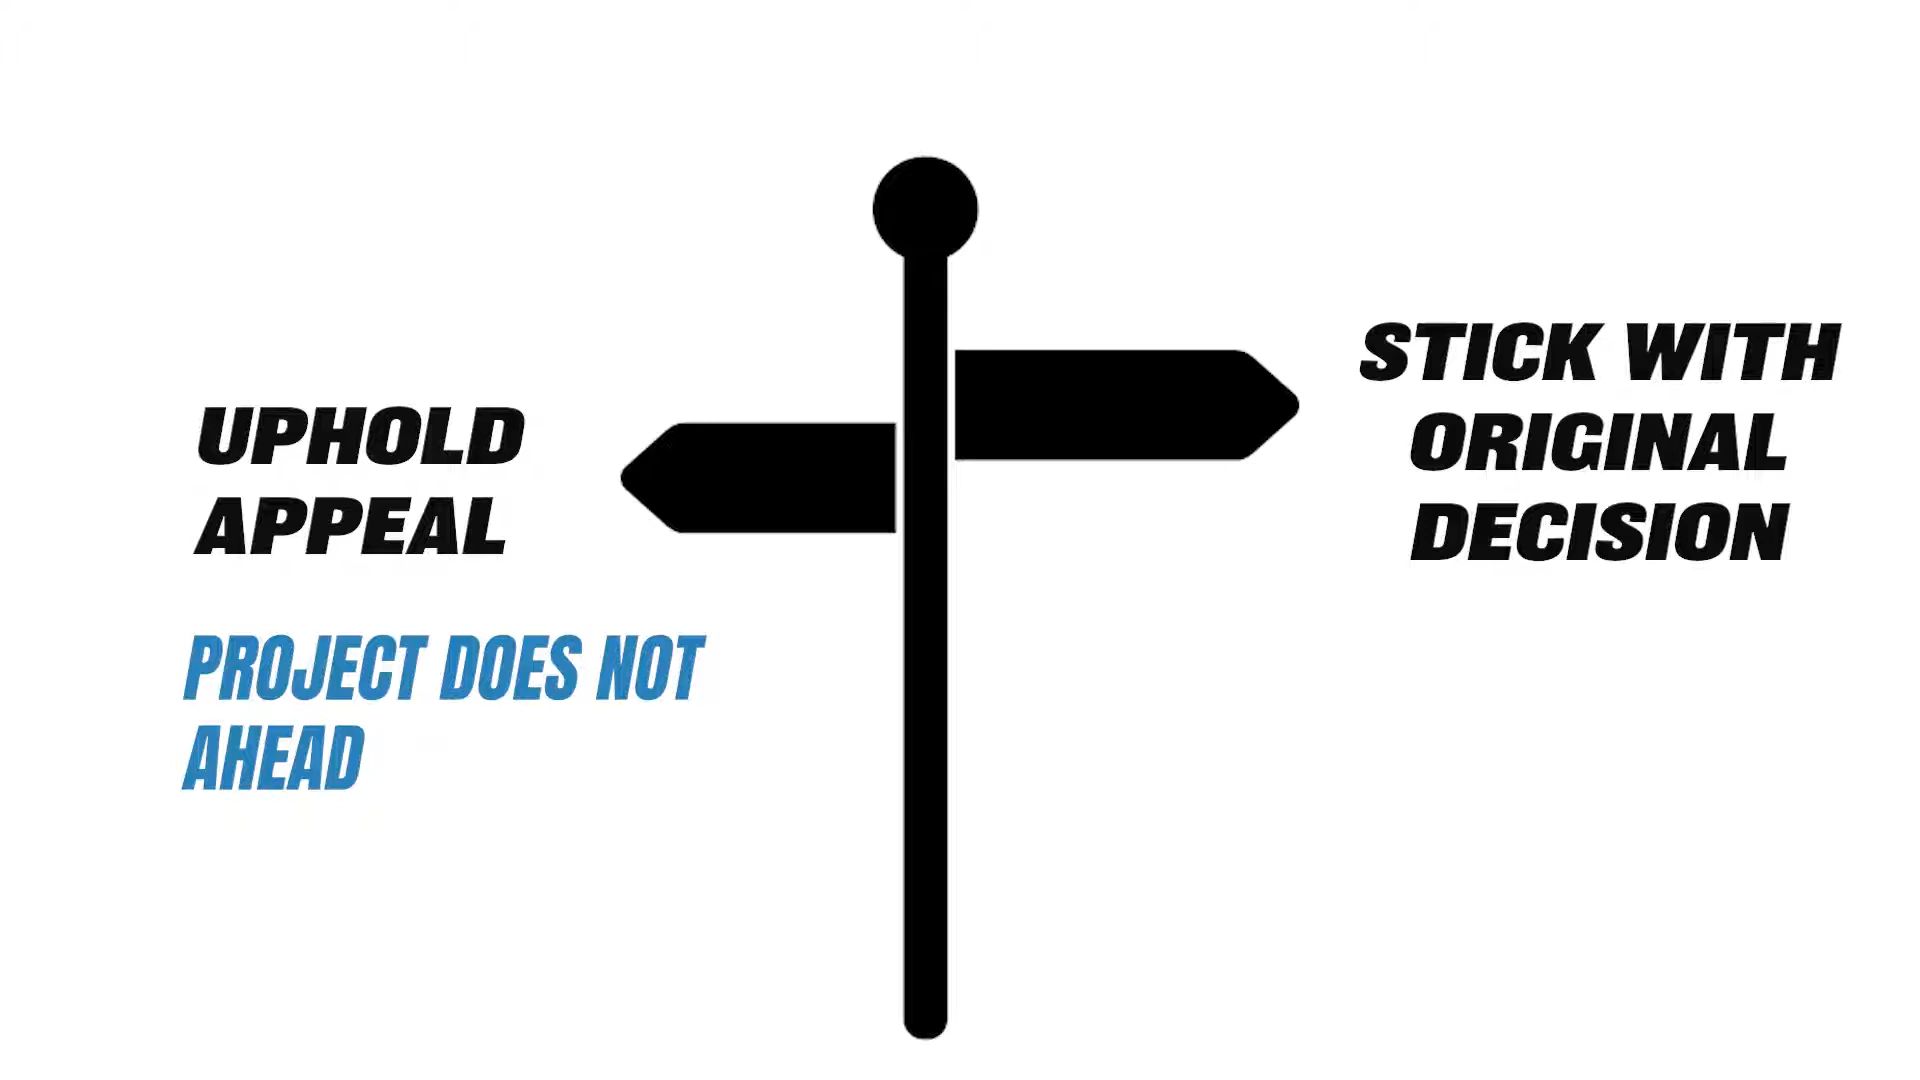 UPHOLD
APPEAL
PROJECT DOES NOT
AHEAD
STICK WITH
ORIGINAL
DECISION